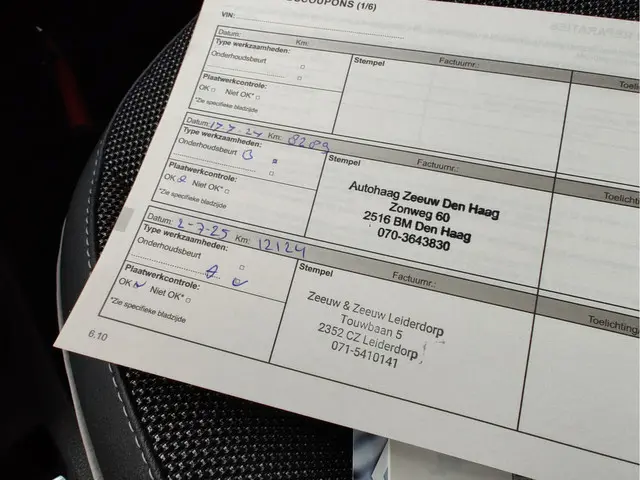 COUPONS (1/6)
VIN:
Datum: Km: Factuurnr.:
Type werkzaamheden: Stempel Toeli
Onderhoudsbeurt
Plaatwerkcontrole:
OK Niet OK*
*Zie specifieke bladzijde
Datum: 17-7-24 Km: 8289 Factuurnr.: Toelichti
Type werkzaamheden: Stempel
Onderhoudsbeurt B
Plaatwerkcontrole:
OK Niet OK*
*Zie specifieke bladzijde
Autohaag Zeeuw Den Haag
Zonweg 60
2516 BM Den Haag
070-3643830
Datum: 2-7-25 Km: 12124 Factuurnr.: Toelichting
Type werkzaamheden: Stempel
Onderhoudsbeurt
A
Plaatwerkcontrole:
OK Niet OK*
*Zie specifieke bladzijde
Zeeuw & Zeeuw Leiderdorp
Touwbaan 5
2352 CZ Leiderdorp
071-5410141
6.10